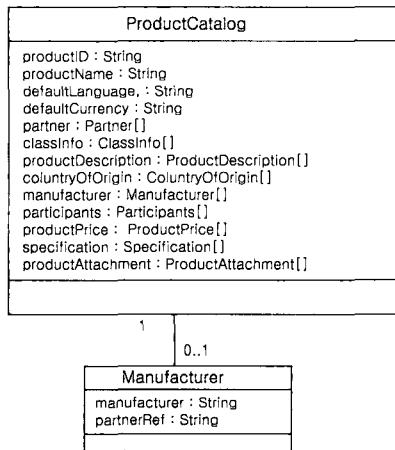 ProductCatalog
productID : String
productName : String
defaultLanguage, : String
defaultCurrency : String
partner : Partner[]
classInfo : ClassInfo[]
productDescription : ProductDescription[]
coluntryOfOrigin : ColuntryOfOrigin[]
manufacturer : Manufacturer[]
participants : Participants[]
productPrice : ProductPrice[]
specification : Specification[]
productAttachment : ProductAttachment[]
1
0..1
Manufacturer
manufacturer : String
partnerRef : String